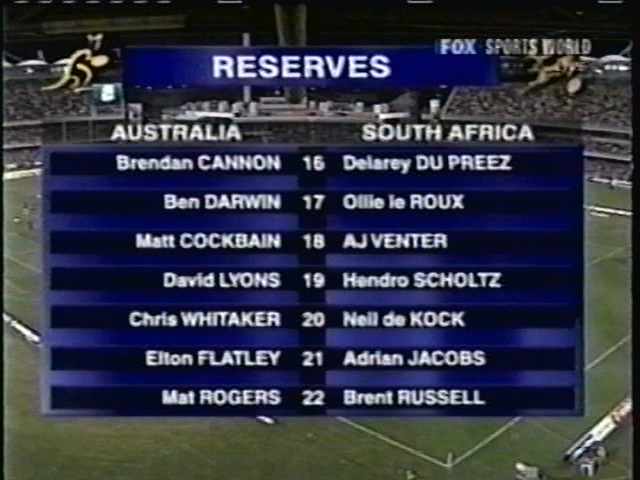 FOX SPORTS WORLD
RESERVES
AUSTRALIA SOUTH AFRICA
Brendan CANNON 16 Delarey DU PREEZ
Ben DARWIN 17 Ollie le ROUX
Matt COCKBAIN 18 AJ VENTER
David LYONS 19 Hendro SCHOLTZ
Chris WHITAKER 20 Neil de KOCK
Elton FLATLEY 21 Adrian JACOBS
Mat ROGERS 22 Brent RUSSELL